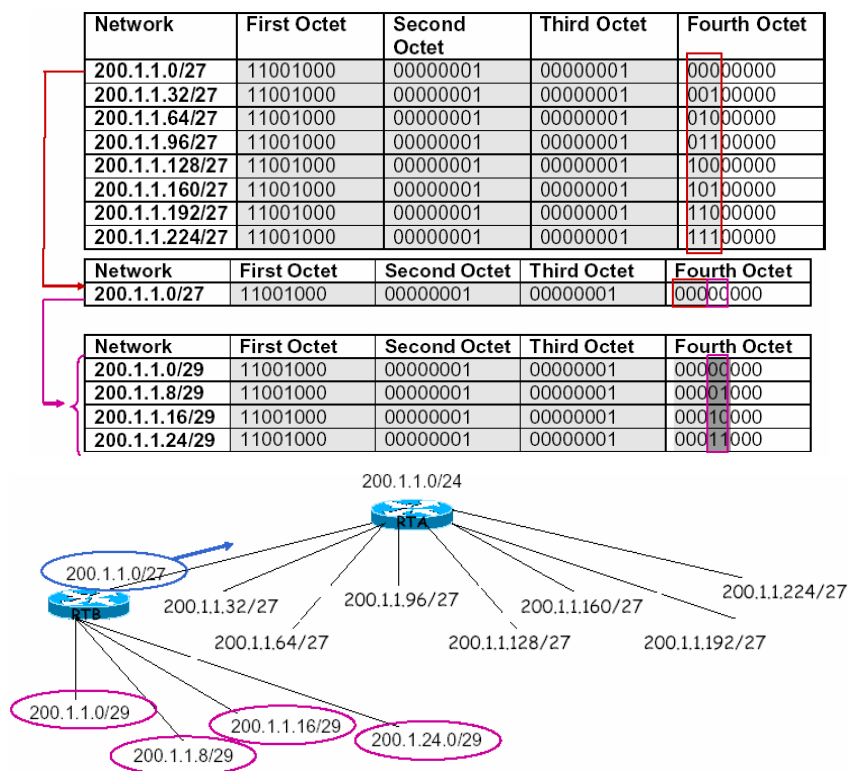 Network First Octet Second Octet Third Octet Fourth Octet
200.1.1.0/27 11001000 00000001 00000001 00000000
200.1.1.32/27 11001000 00000001 00000001 00100000
200.1.1.64/27 11001000 00000001 00000001 01000000
200.1.1.96/27 11001000 00000001 00000001 01100000
200.1.1.128/27 11001000 00000001 00000001 10000000
200.1.1.160/27 11001000 00000001 00000001 10100000
200.1.1.192/27 11001000 00000001 00000001 11000000
200.1.1.224/27 11001000 00000001 00000001 11100000
Network First Octet Second Octet Third Octet Fourth Octet
200.1.1.0/27 11001000 00000001 00000001 00000000
Network First Octet Second Octet Third Octet Fourth Octet
200.1.1.0/29 11001000 00000001 00000001 00000000
200.1.1.8/29 11001000 00000001 00000001 00001000
200.1.1.16/29 11001000 00000001 00000001 00010000
200.1.1.24/29 11001000 00000001 00000001 00011000
200.1.1.0/24
RTA
200.1.1.0/27
RTB
200.1.1.32/27
200.1.1.96/27
200.1.1.160/27
200.1.1.224/27
200.1.1.64/27
200.1.1.128/27
200.1.1.192/27
200.1.1.0/29
200.1.1.8/29
200.1.1.16/29
200.1.24.0/29